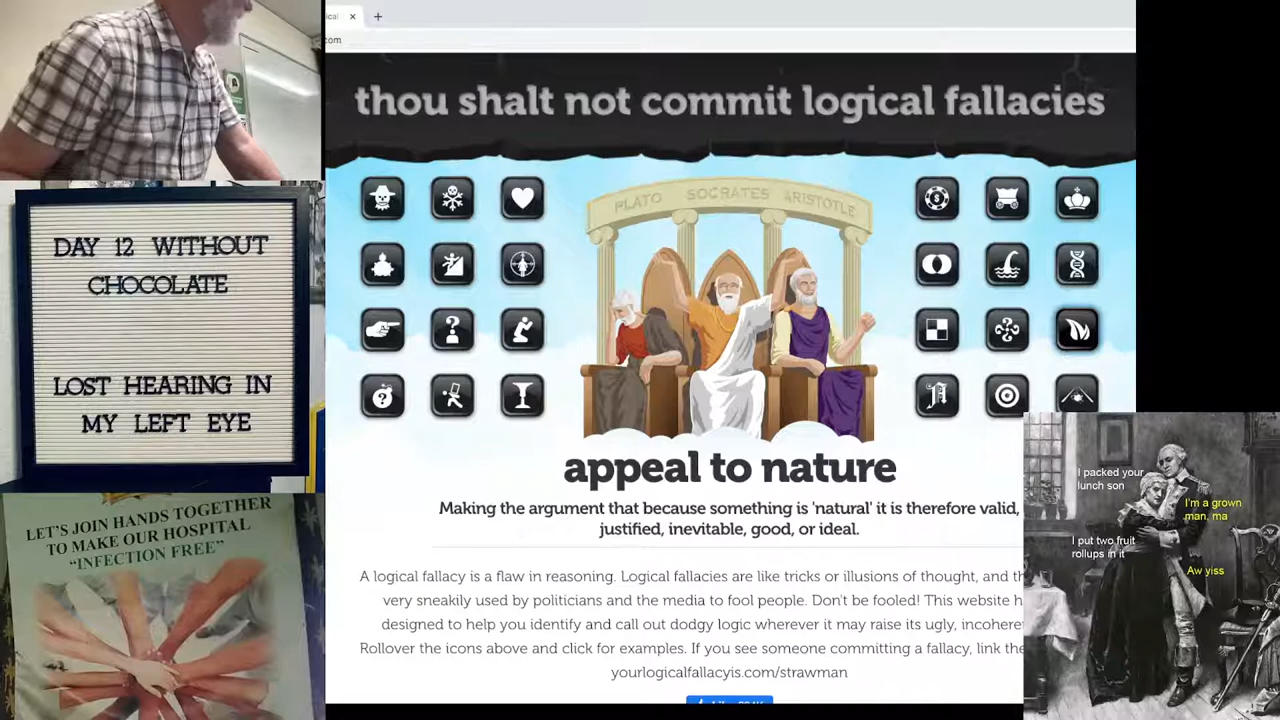 ical
com
thou shalt not commit logical fallacies
PLATO SOCRATES ARISTOTLE
appeal to nature
Making the argument that because something is 'natural' it is therefore valid,
justified, inevitable, good, or ideal.
A logical fallacy is a flaw in reasoning. Logical fallacies are like tricks or illusions of thought, and th
very sneakily used by politicians and the media to fool people. Don't be fooled! This website h
designed to help you identify and call out dodgy logic wherever it may raise its ugly, incohere
Rollover the icons above and click for examples. If you see someone committing a fallacy, link the
yourlogicalfallacyis.com/strawman
DAY 12 WITHOUT
CHOCOLATE
LOST HEARING IN
MY LEFT EYE
LET'S JOIN HANDS TOGETHER
TO MAKE OUR HOSPITAL
"INFECTION FREE"
I packed your
lunch son
I'm a grown
man, ma
I put two fruit
rollups in it
Aw yiss